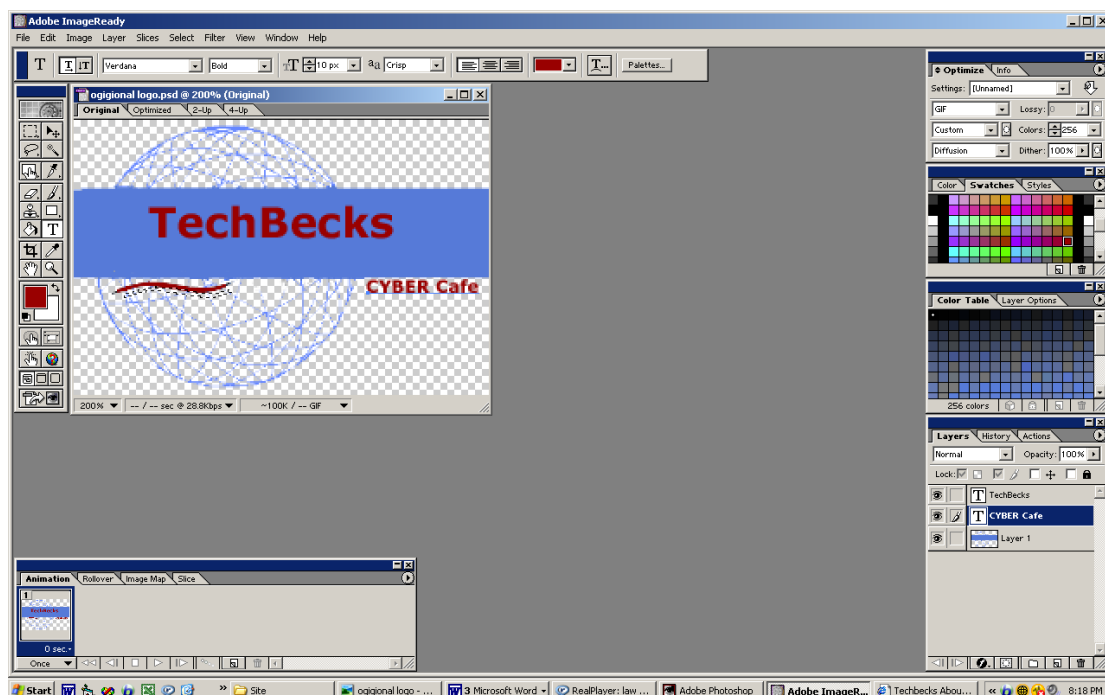 Adobe ImageReady
File Edit Image Layer Slices Select Filter View Window Help
T T IT Verdana Bold T 10 px aa Crisp T... Palettes...
ogigional logo.psd @ 200% (Original)
Original Optimized 2-Up 4-Up
TechBecks
CYBER Cafe
200% -- / -- sec @ 28.8Kbps ~100K / -- GIF
T
Optimize Info
Settings: [Unnamed]
GIF Lossy: 0
Custom Colors: 256
Diffusion Dither: 100%
Color Swatches Styles
Color Table Layer Options
256 colors
Layers History Actions
Normal Opacity: 100%
Lock:
T TechBecks
T CYBER Cafe
Layer 1
Animation Rollover Image Map Slice
1
TechBecks
0 sec.
Once
Start » Site ogigional logo - ... 3 Microsoft Word RealPlayer: law ... Adobe Photoshop Adobe ImageR... Techbecks Abou... « 8:18 PM